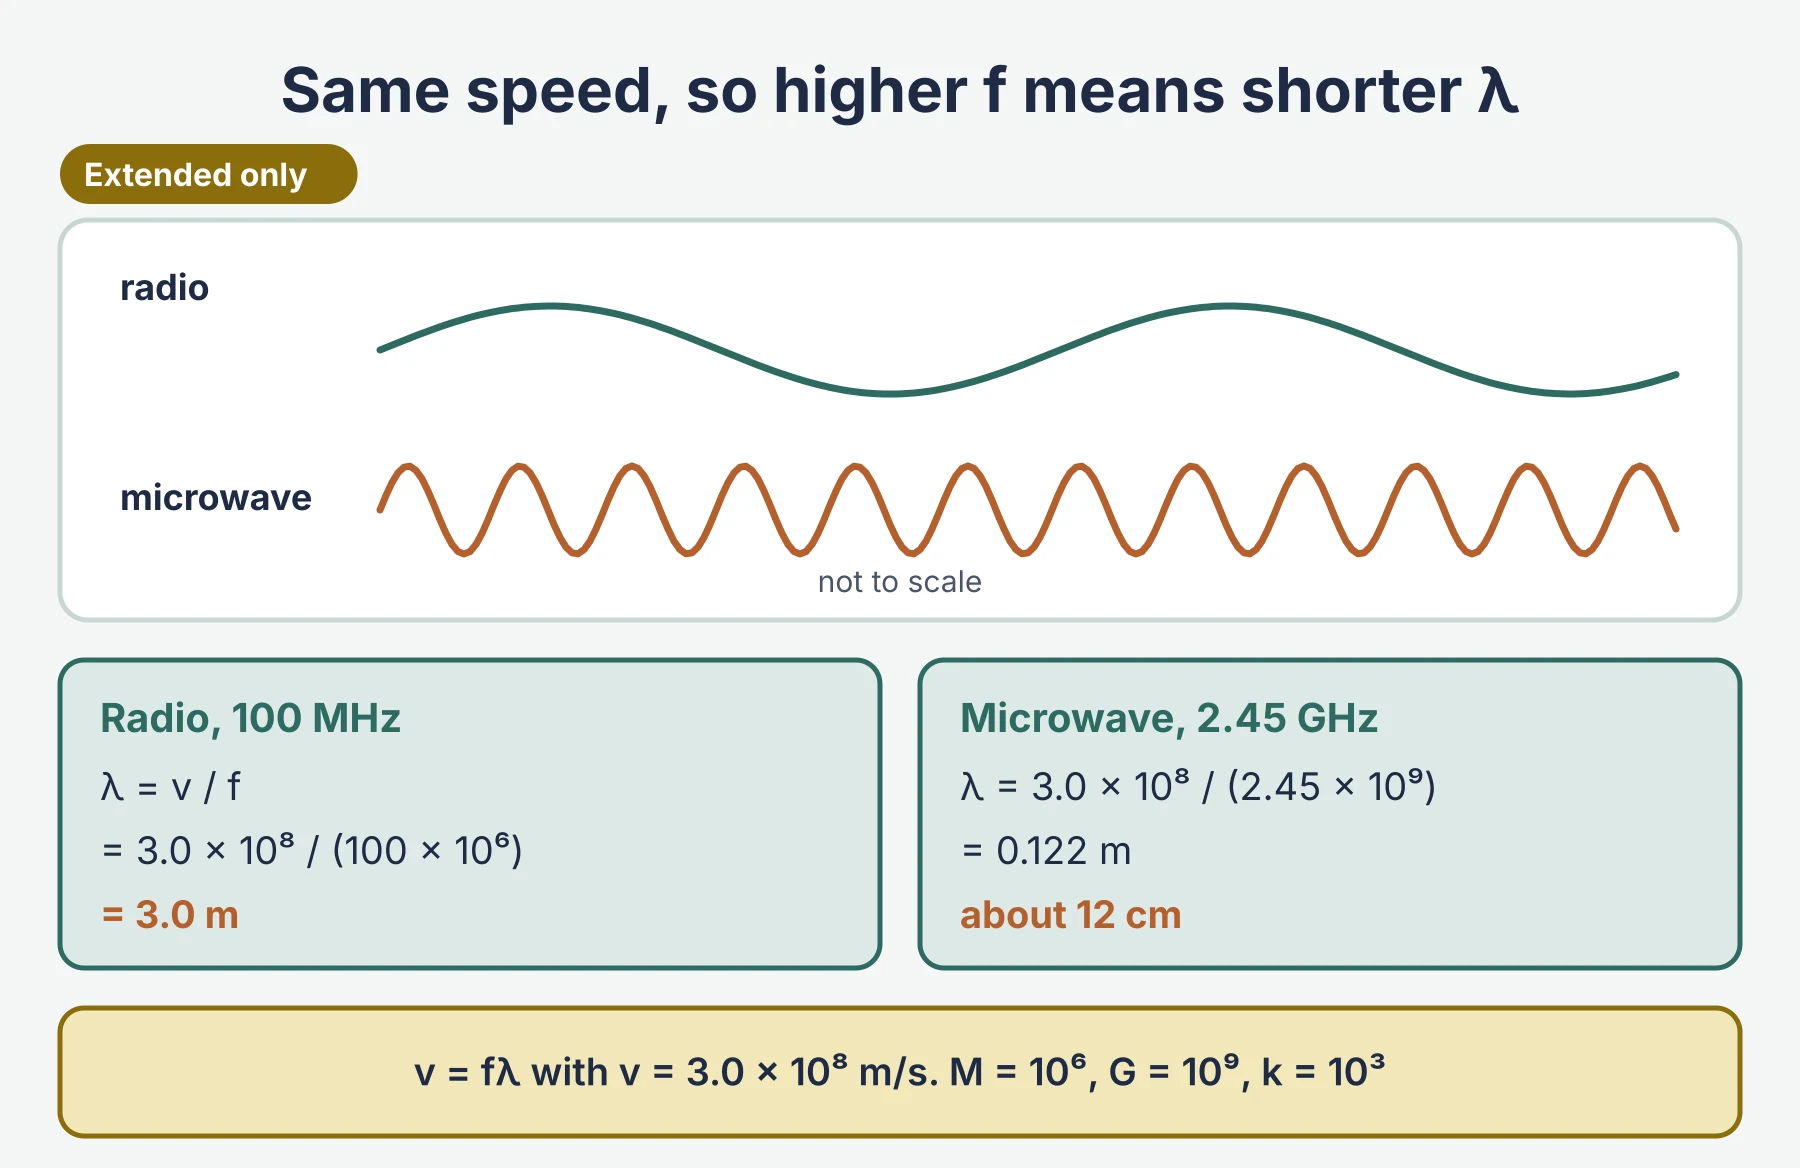 Same speed, so higher f means shorter λ
Extended only
radio
microwave
not to scale
Radio, 100 MHz
λ = v / f
= 3.0 × 10⁸ / (100 × 10⁶)
= 3.0 m
Microwave, 2.45 GHz
λ = 3.0 × 10⁸ / (2.45 × 10⁹)
= 0.122 m
about 12 cm
v = fλ with v = 3.0 × 10⁸ m/s. M = 10⁶, G = 10⁹, k = 10³